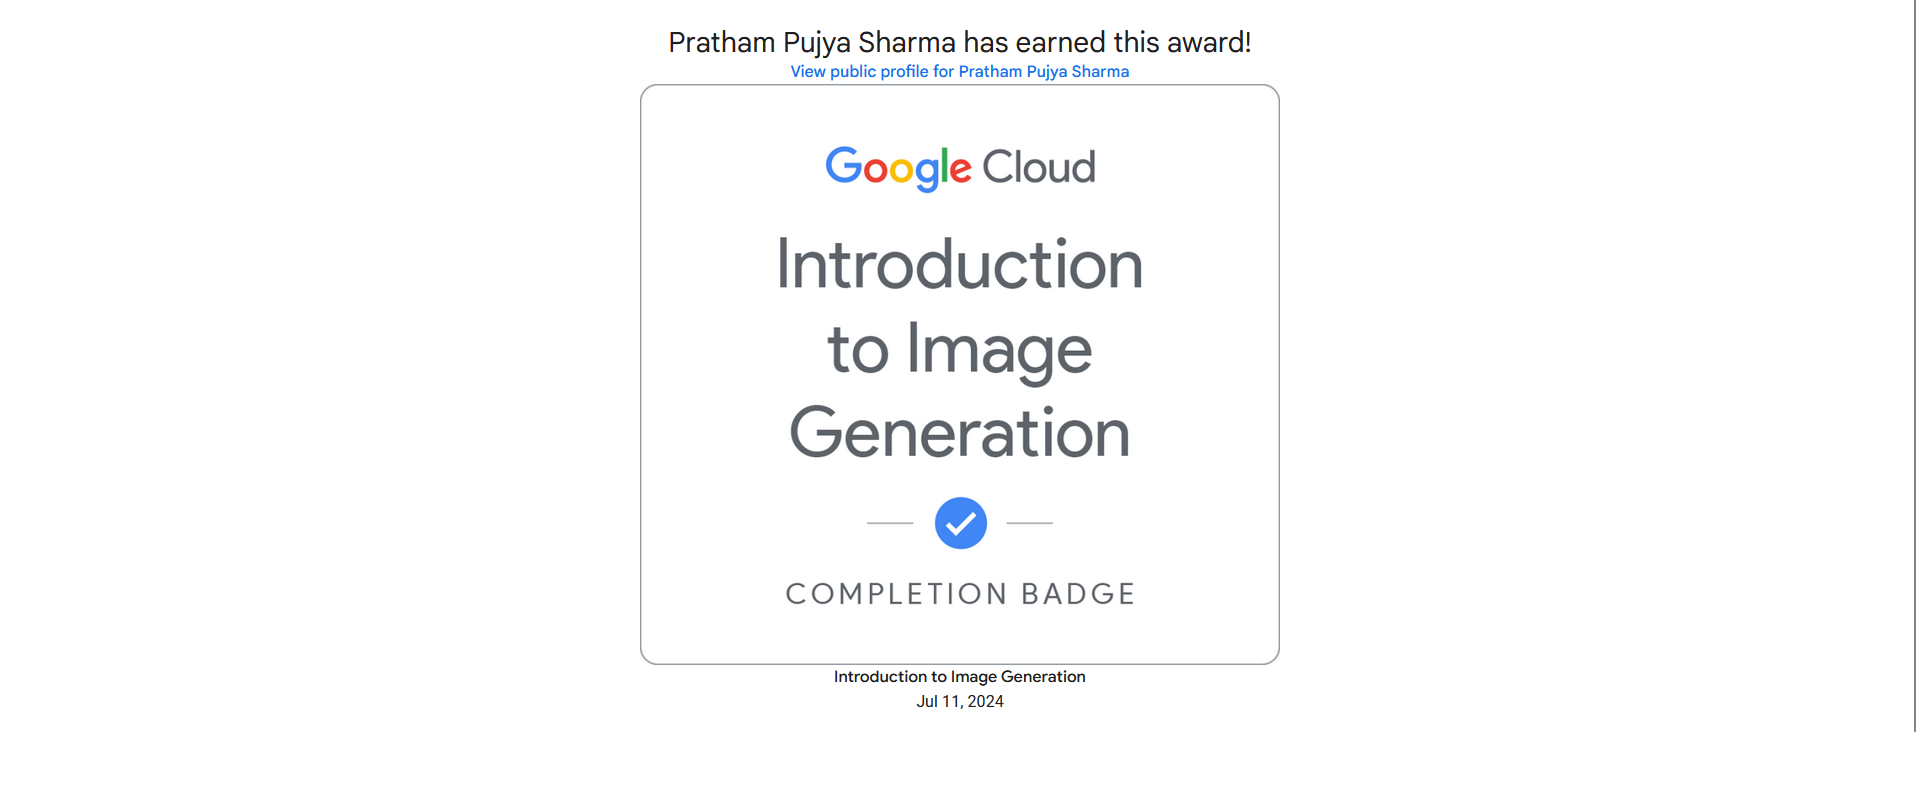 Pratham Pujya Sharma has earned this award!
View public profile for Pratham Pujya Sharma
Google Cloud
Introduction
to Image
Generation
COMPLETION BADGE
Introduction to Image Generation
Jul 11, 2024